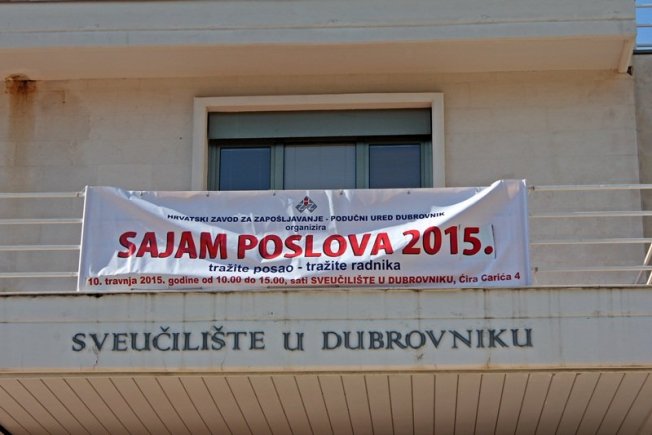 HRVATSKI ZAVOD ZA ZAPOŠLJAVANJE - PODUČNI URED DUBROVNIK
organizira
SAJAM POSLOVA 2015.
tražite posao - tražite radnika
10. travnja 2015. godine od 10.00 do 15.00, sati SVEUČILIŠTE U DUBROVNIKU, Ćira Carića 4
SVEUČILIŠTE U DUBROVNIKU